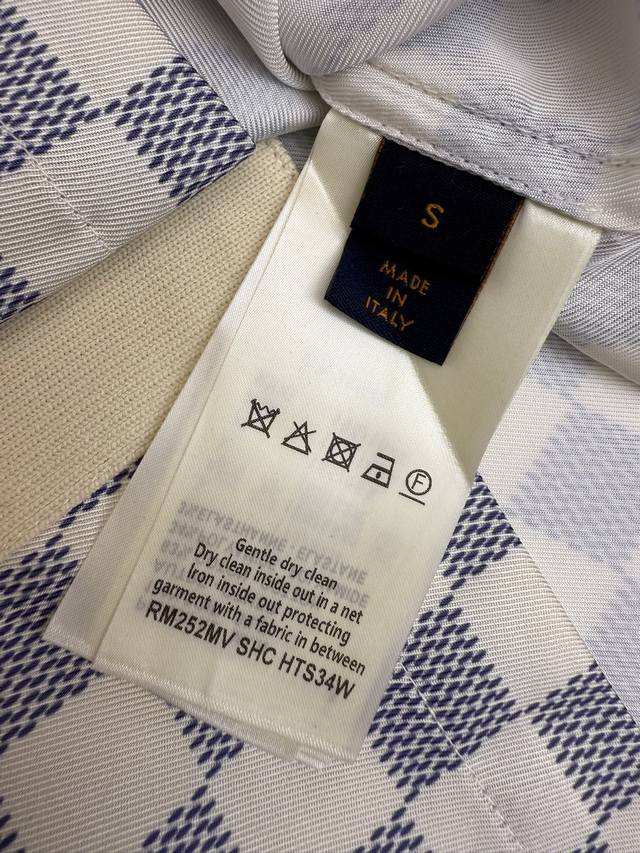 S
MADE
IN
ITALY
F
Gentle dry clean
Dry clean inside out in a net
Iron inside out protecting
garment with a fabric in between
RM252MV SHC HTS34W